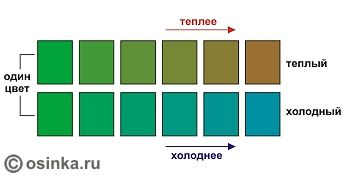 теплее
один
цвет
теплый
холодный
холоднее
© osinka.ru